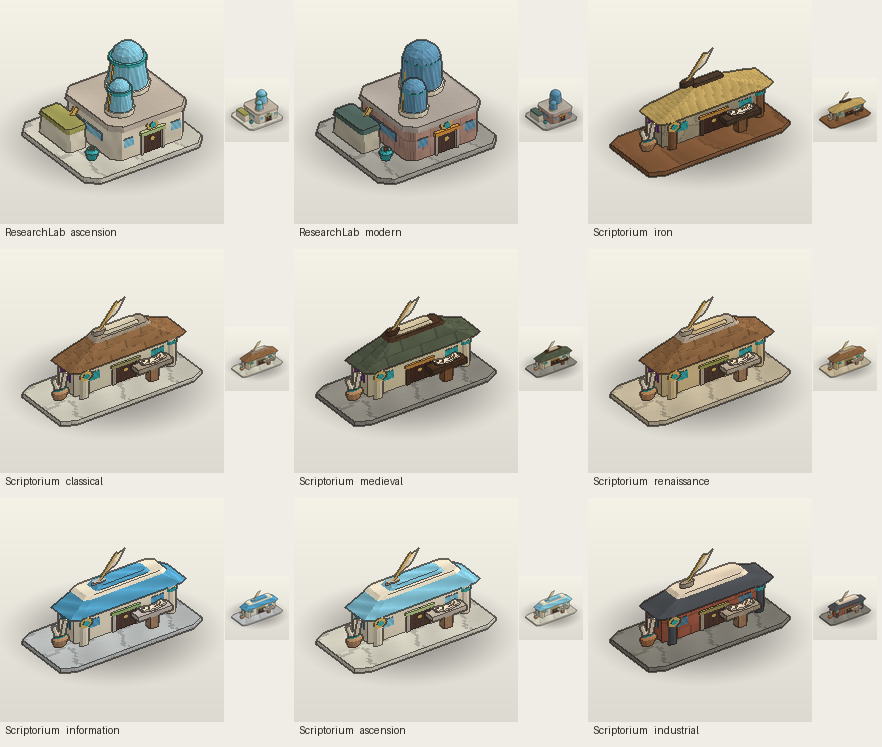 ResearchLab ascension
ResearchLab modern
Scriptorium iron
Scriptorium classical
Scriptorium medieval
Scriptorium renaissance
Scriptorium information
Scriptorium ascension
Scriptorium industrial